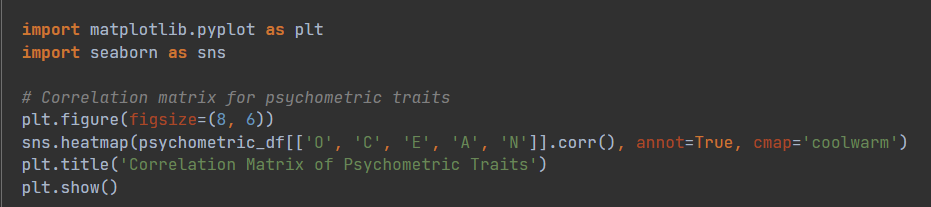 import matplotlib.pyplot as plt
import seaborn as sns
# Correlation matrix for psychometric traits
plt.figure(figsize=(8, 6))
sns.heatmap(psychometric_df[['O', 'C', 'E', 'A', 'N']].corr(), annot=True, cmap='coolwarm')
plt.title('Correlation Matrix of Psychometric Traits')
plt.show()